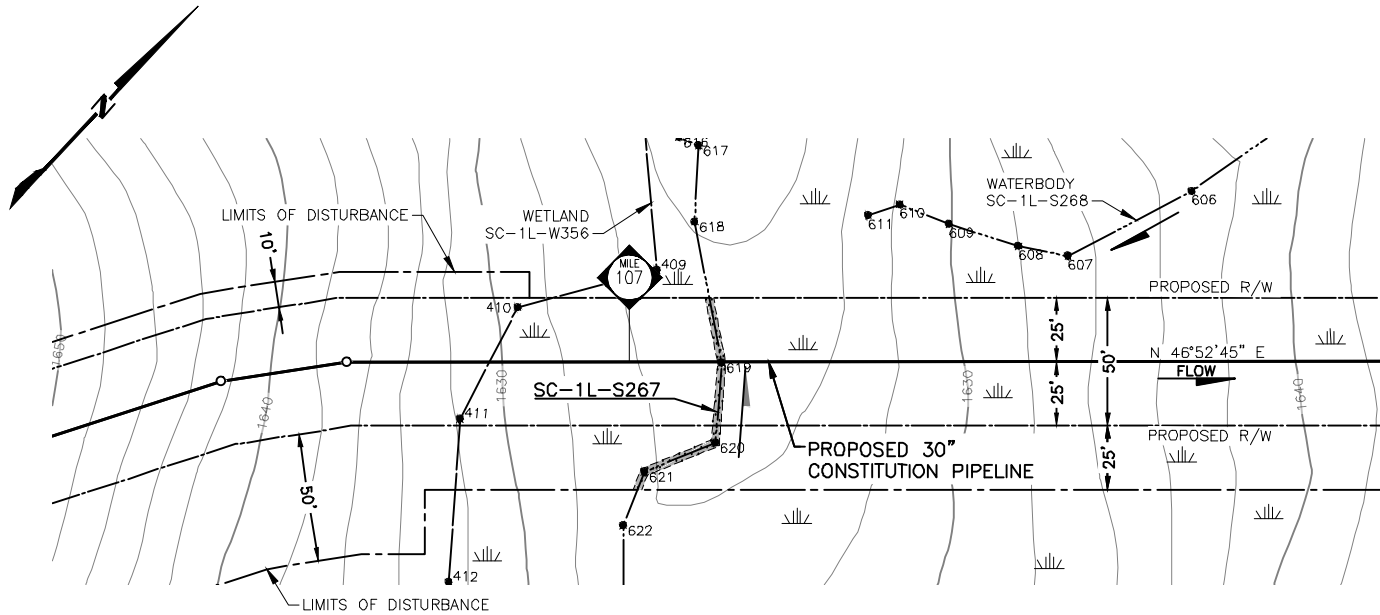 N
616
617
WATERBODY
SC-1L-S268
606
LIMITS OF DISTURBANCE
WETLAND
SC-1L-W356
611
610
609
618
608
607
10'
MILE
107
409
PROPOSED R/W
410
25'
50'
1650
619
N 46°52'45" E
FLOW
1630
1630
1640
SC-1L-S267
25'
1640
411
620
PROPOSED 30"
CONSTITUTION PIPELINE
PROPOSED R/W
25'
621
50'
622
412
LIMITS OF DISTURBANCE